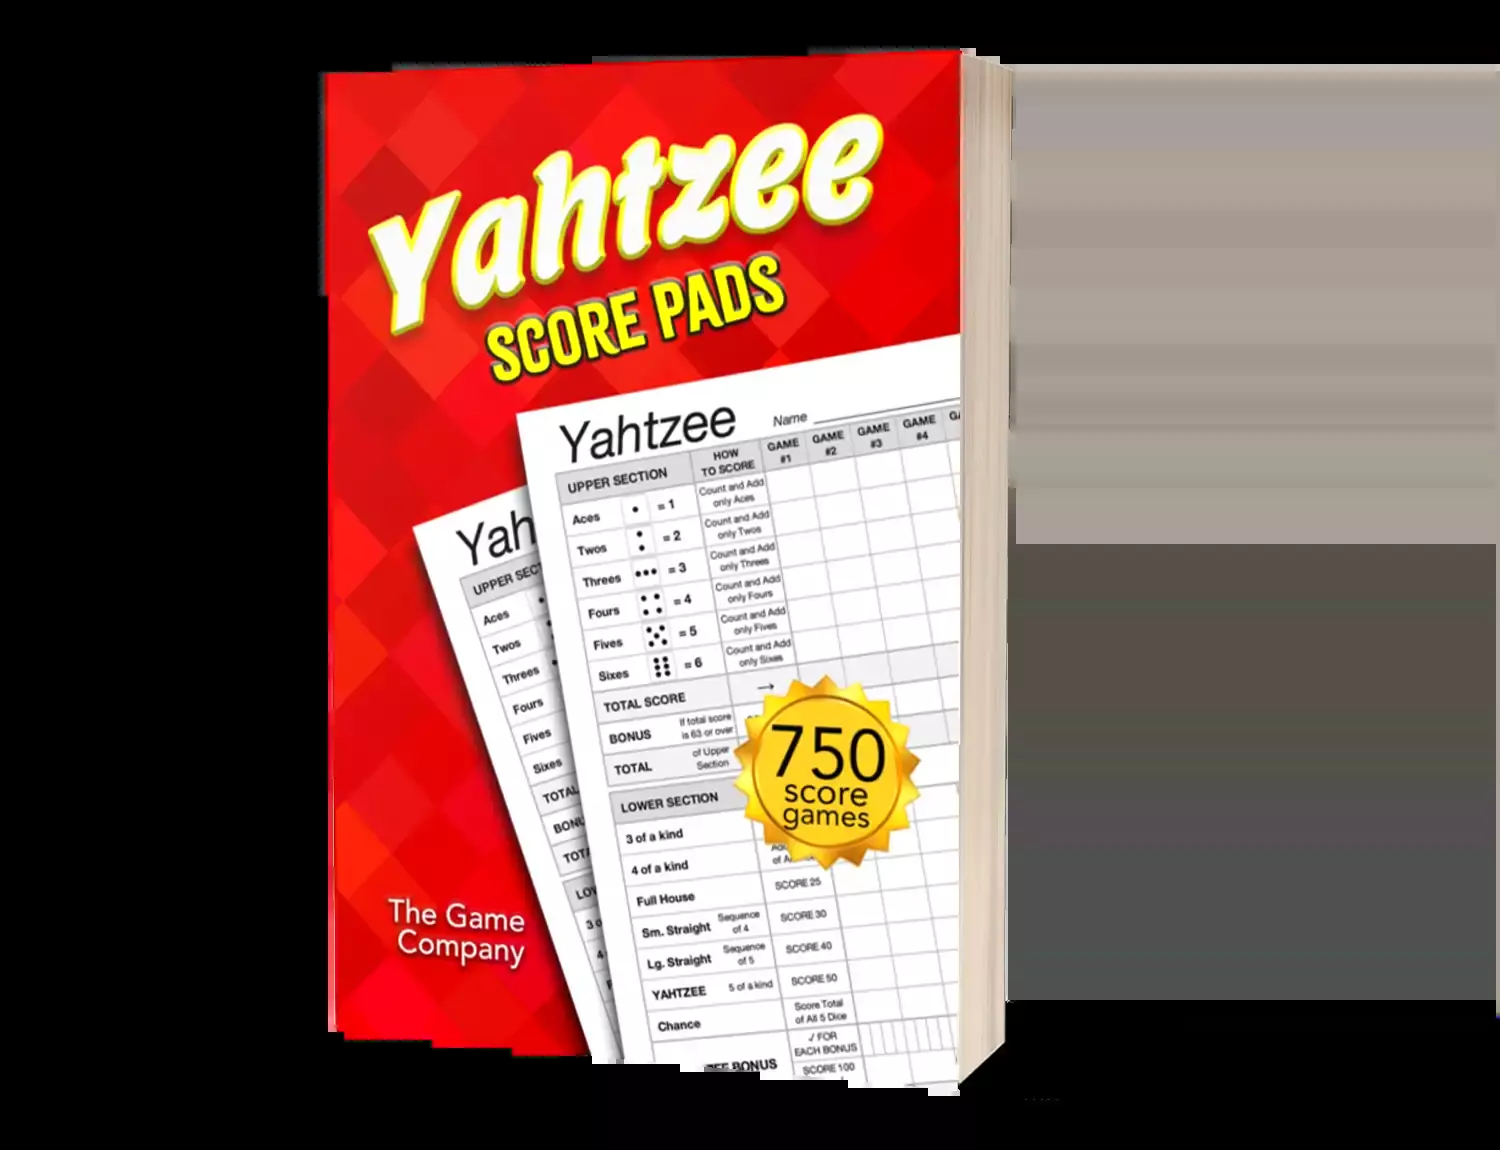 Yahtzee
SCORE PADS
Yahtzee
Name
UPPER SECTION HOW TO SCORE GAME #1 GAME #2 GAME #3 GAME #4
Aces = 1 Count and Add only Aces
Twos = 2 Count and Add only Twos
Threes = 3 Count and Add only Threes
Fours = 4 Count and Add only Fours
Fives = 5 Count and Add only Fives
Sixes = 6 Count and Add only Sixes
TOTAL SCORE →
BONUS If total score is 63 or over
TOTAL of Upper Section
LOWER SECTION
3 of a kind
4 of a kind
Full House SCORE 25
Sm. Straight Sequence of 4 SCORE 30
Lg. Straight Sequence of 5 SCORE 40
YAHTZEE 5 of a kind SCORE 50
Chance Score Total of All 5 Dice
BONUS √ FOR EACH BONUS
SCORE 100
750
score
games
Yah
UPPER SECT
Aces
Twos
Threes
Fours
Fives
Sixes
TOTAL
BONU
TOT
LOW
3 o
4
The Game
Company